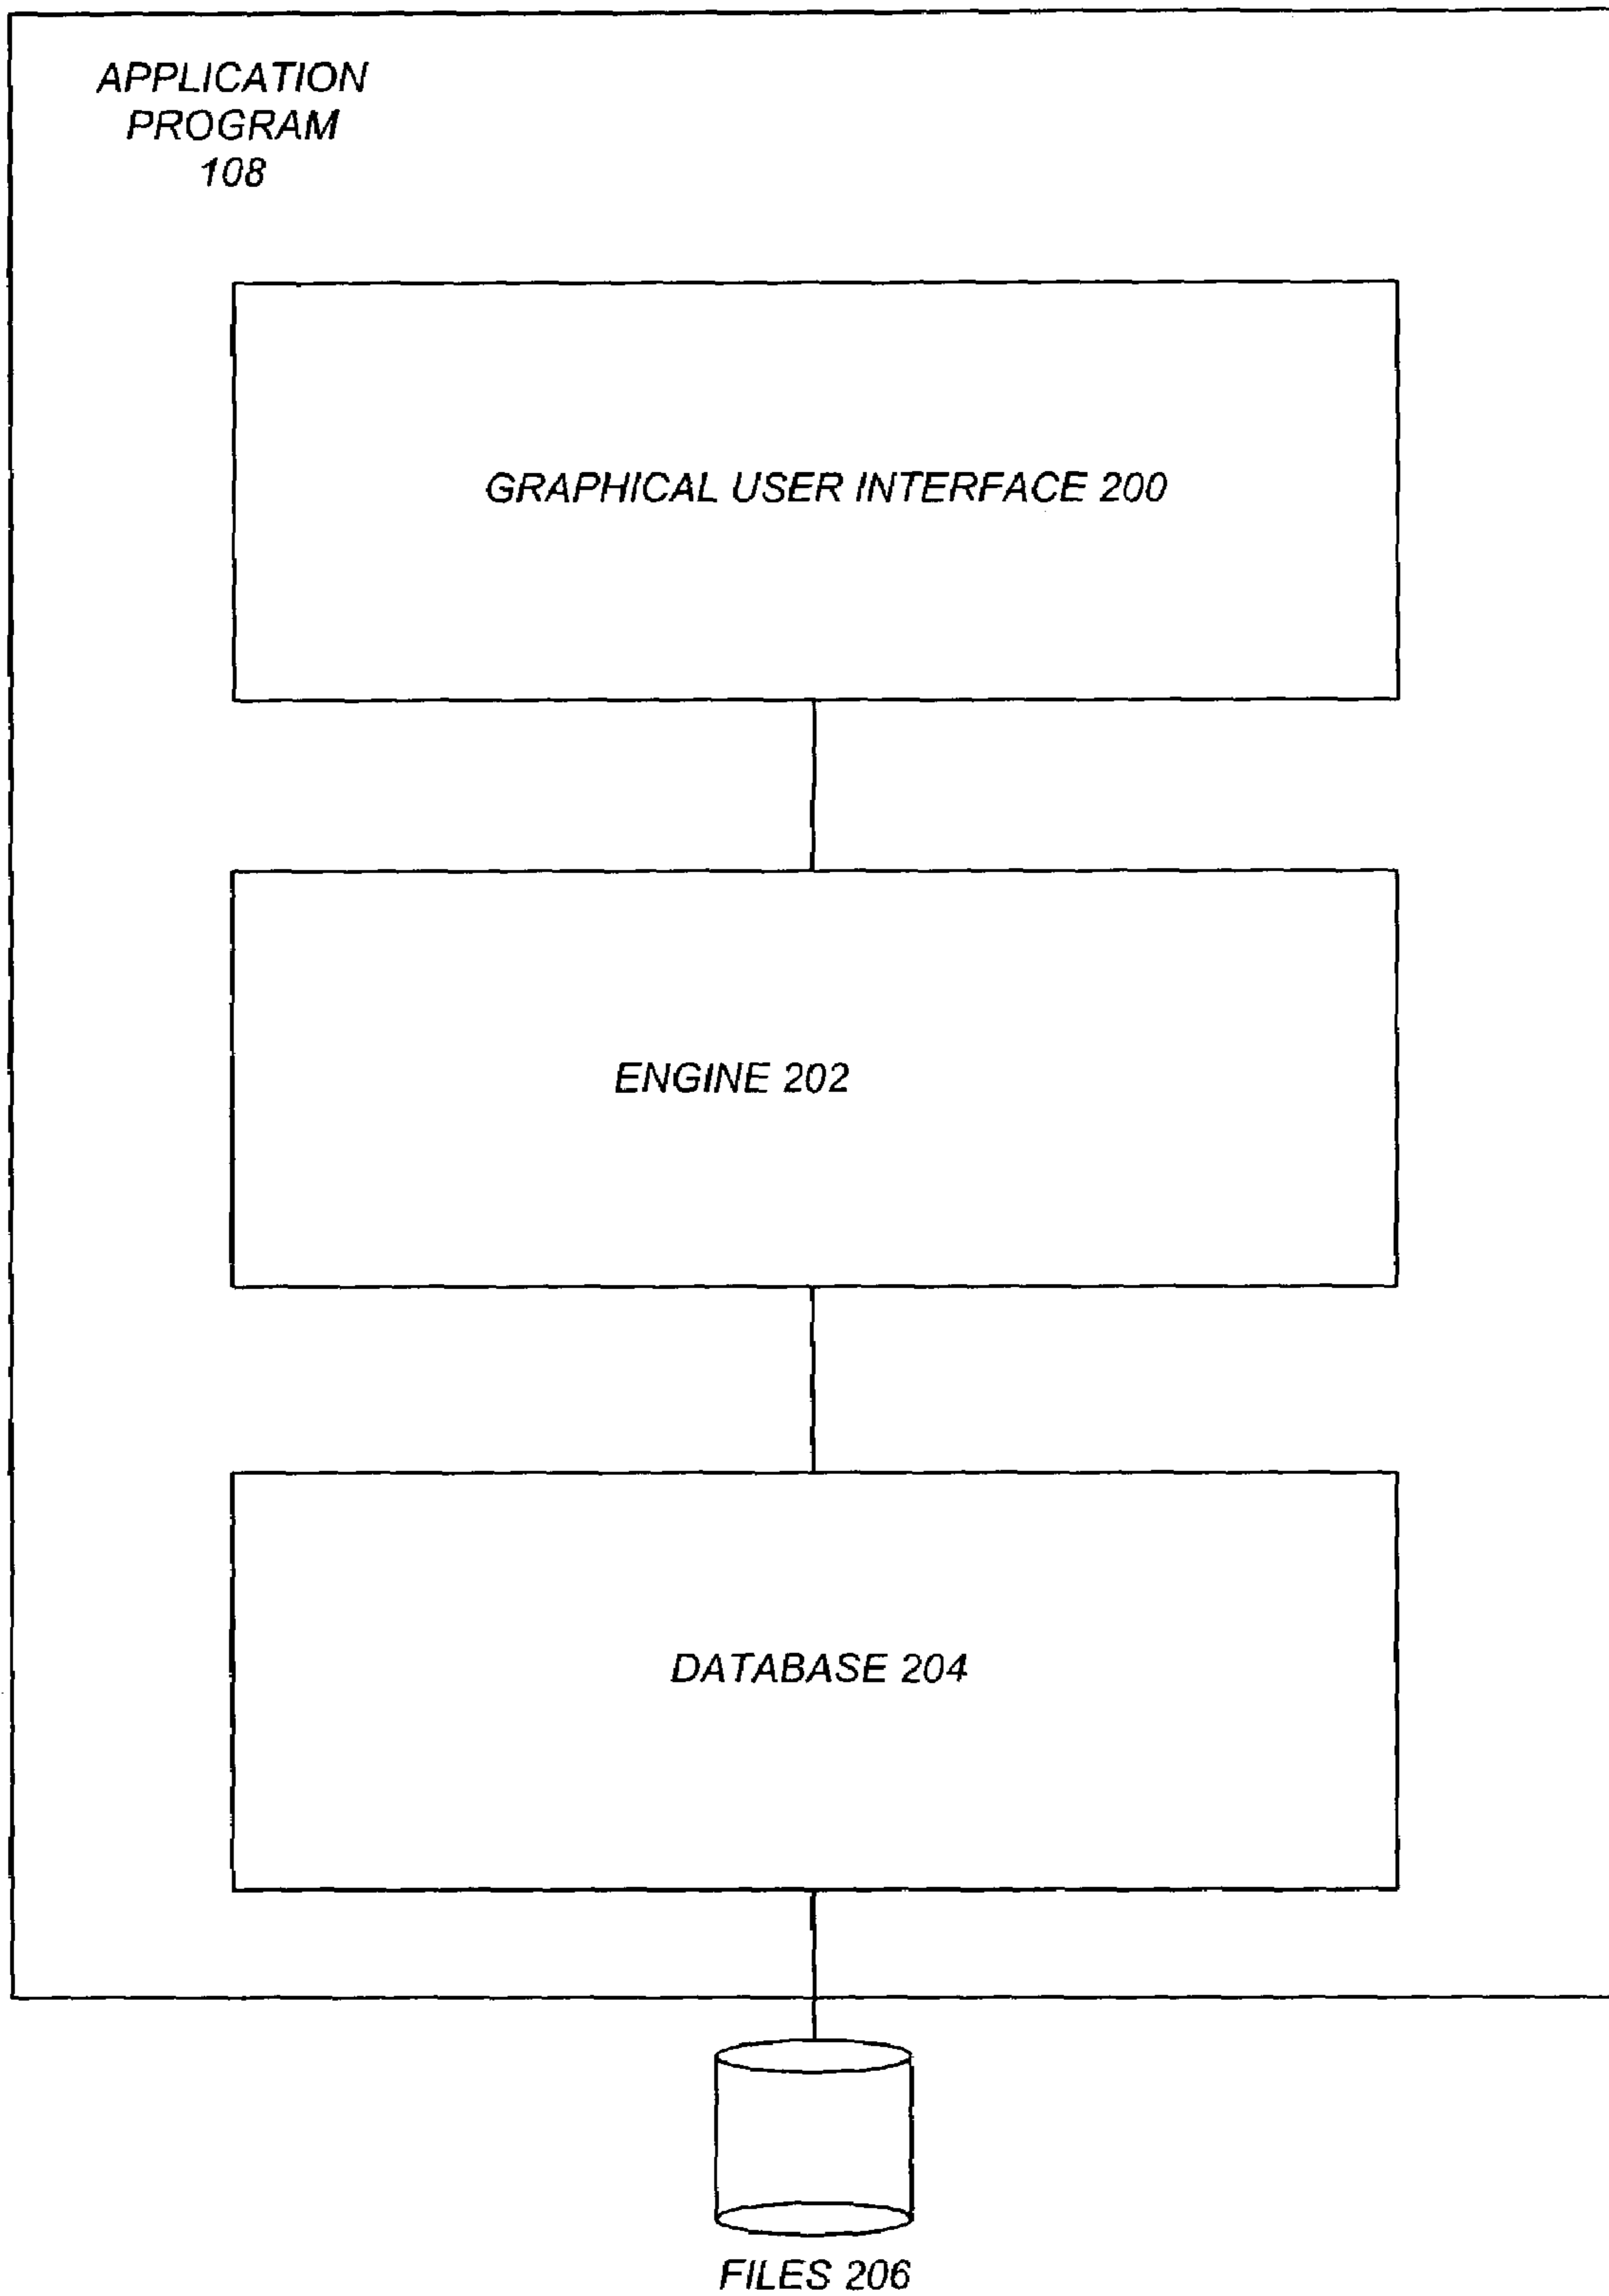 APPLICATION
PROGRAM
108
GRAPHICAL USER INTERFACE 200
ENGINE 202
DATABASE 204
FILES 206